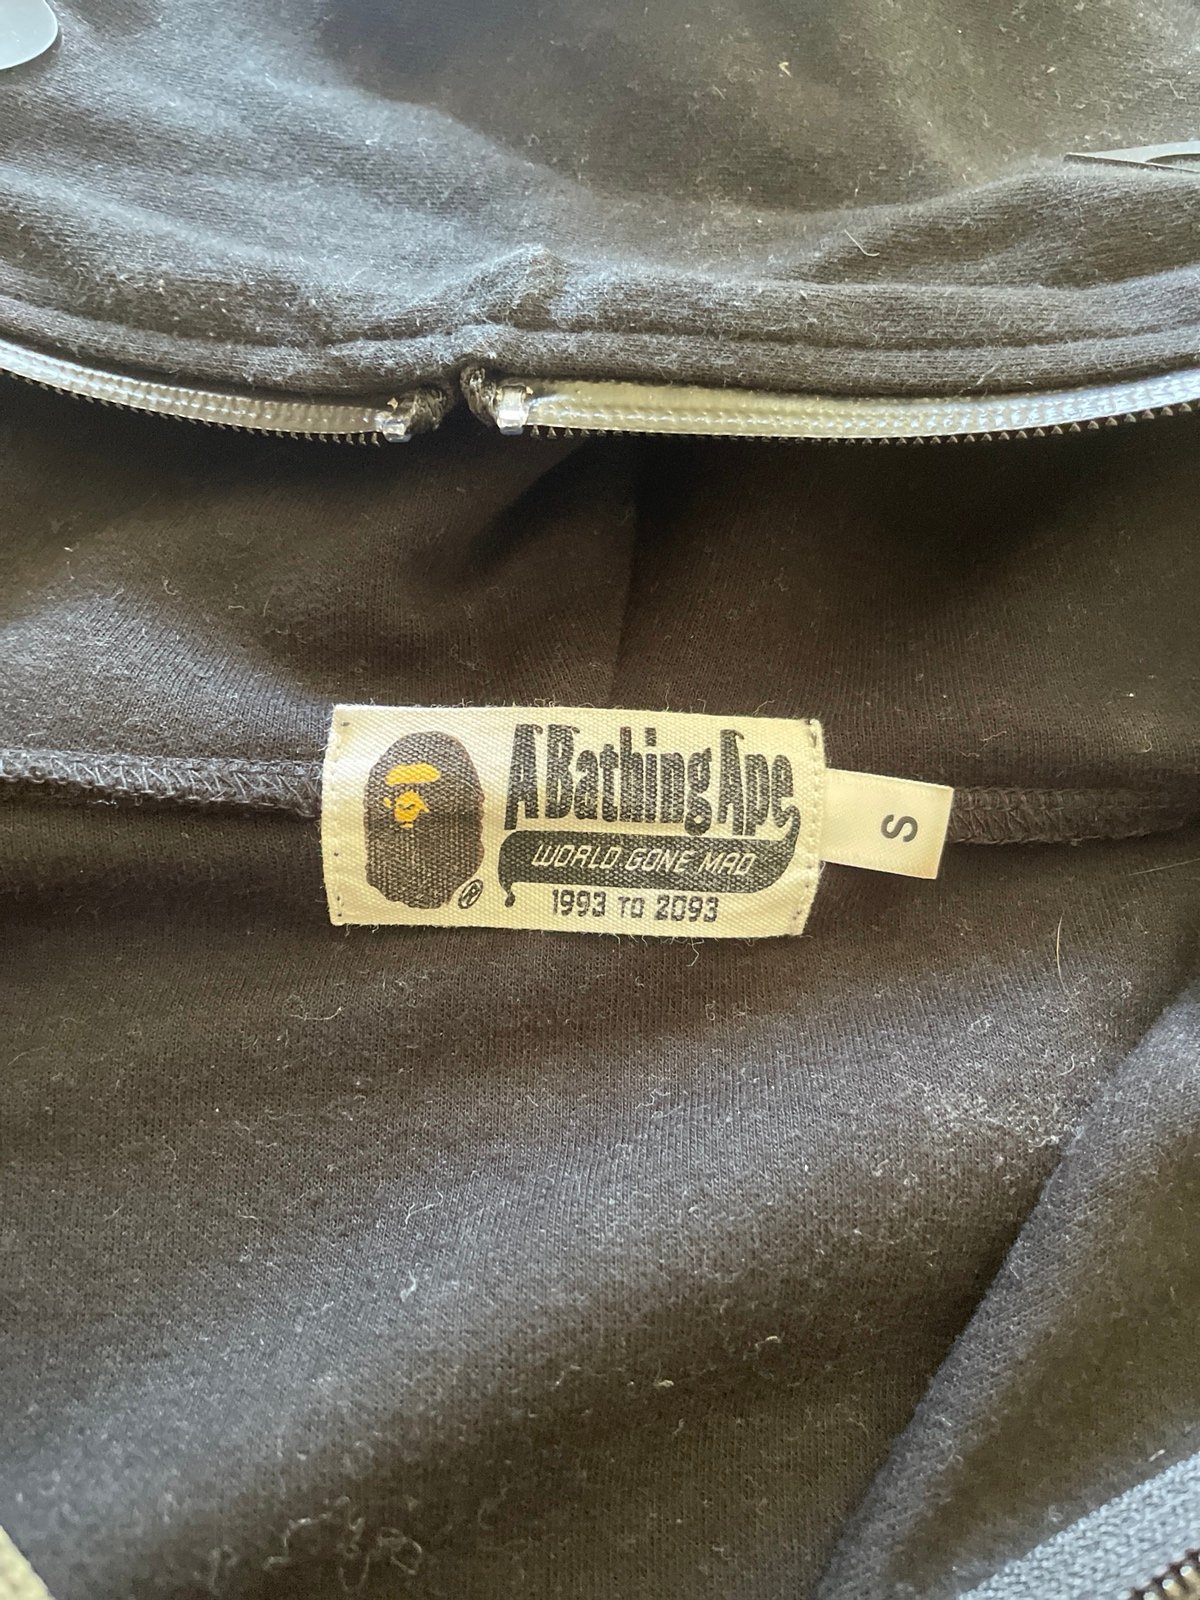 A Bathing Ape
WORLD GONE MAD
1993 TO 2093
®
S